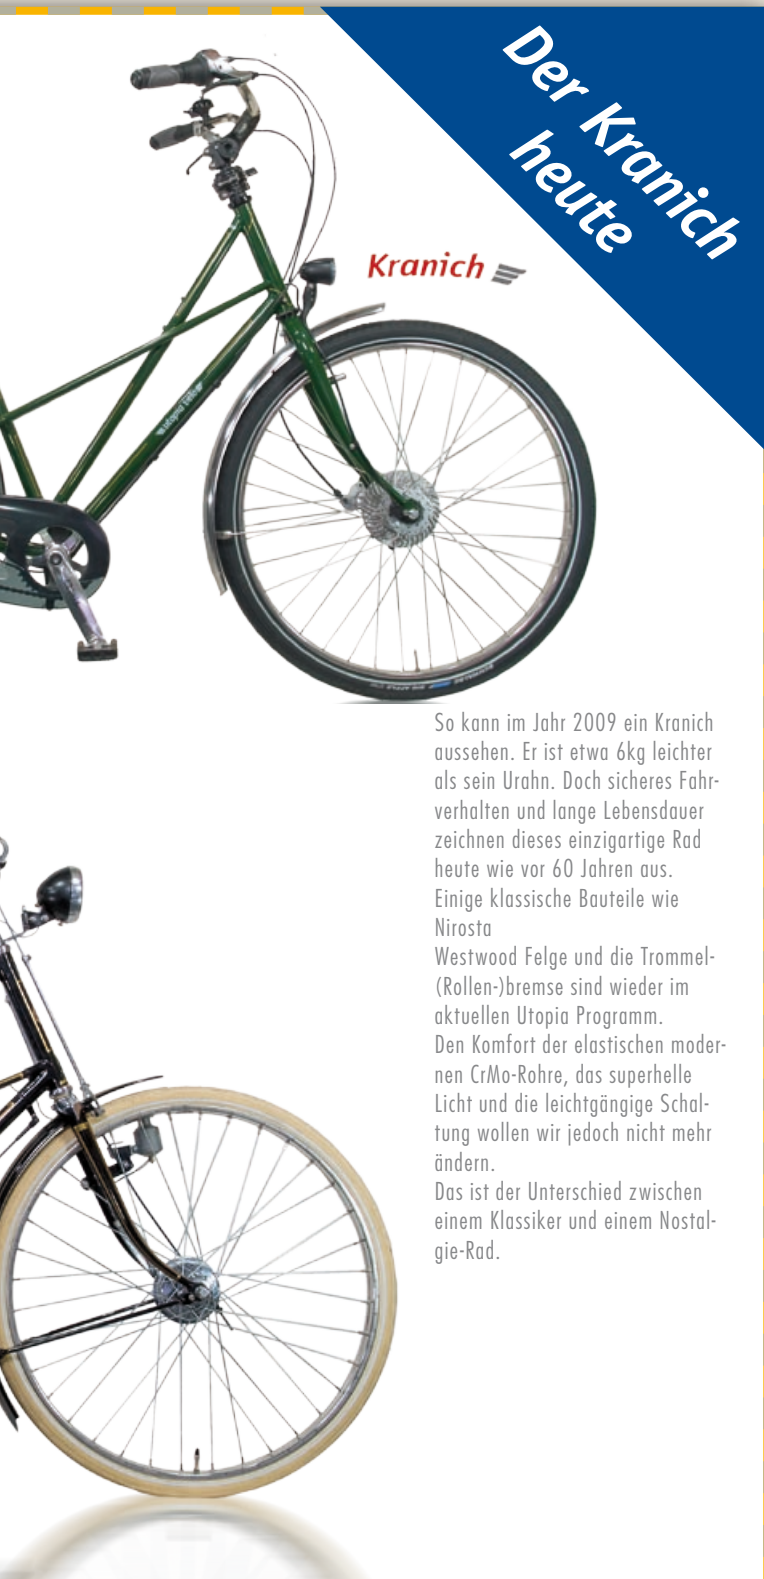 Der Kranich
heute
Kranich
utopia velo
So kann im Jahr 2009 ein Kranich
aussehen. Er ist etwa 6kg leichter
als sein Urahn. Doch sicheres Fahr-
verhalten und lange Lebensdauer
zeichnen dieses einzigartige Rad
heute wie vor 60 Jahren aus.
Einige klassische Bauteile wie
Nirosta
Westwood Felge und die Trommel-
(Rollen-)bremse sind wieder im
aktuellen Utopia Programm.
Den Komfort der elastischen moder-
nen CrMo-Rohre, das superhelle
Licht und die leichtgängige Schal-
tung wollen wir jedoch nicht mehr
ändern.
Das ist der Unterschied zwischen
einem Klassiker und einem Nostal-
gie-Rad.